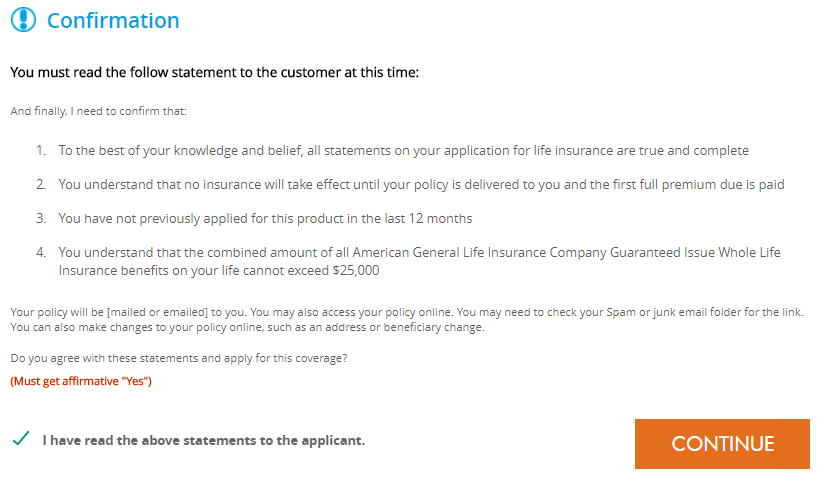 Confirmation
You must read the follow statement to the customer at this time:
And finally, I need to confirm that:
1. To the best of your knowledge and belief, all statements on your application for life insurance are true and complete
2. You understand that no insurance will take effect until your policy is delivered to you and the first full premium due is paid
3. You have not previously applied for this product in the last 12 months
4. You understand that the combined amount of all American General Life Insurance Company Guaranteed Issue Whole Life
Insurance benefits on your life cannot exceed $25,000
Your policy will be [mailed or emailed] to you. You may also access your policy online. You may need to check your Spam or junk email folder for the link.
You can also make changes to your policy online, such as an address or beneficiary change.
Do you agree with these statements and apply for this coverage?
(Must get affirmative "Yes")
I have read the above statements to the applicant.
CONTINUE